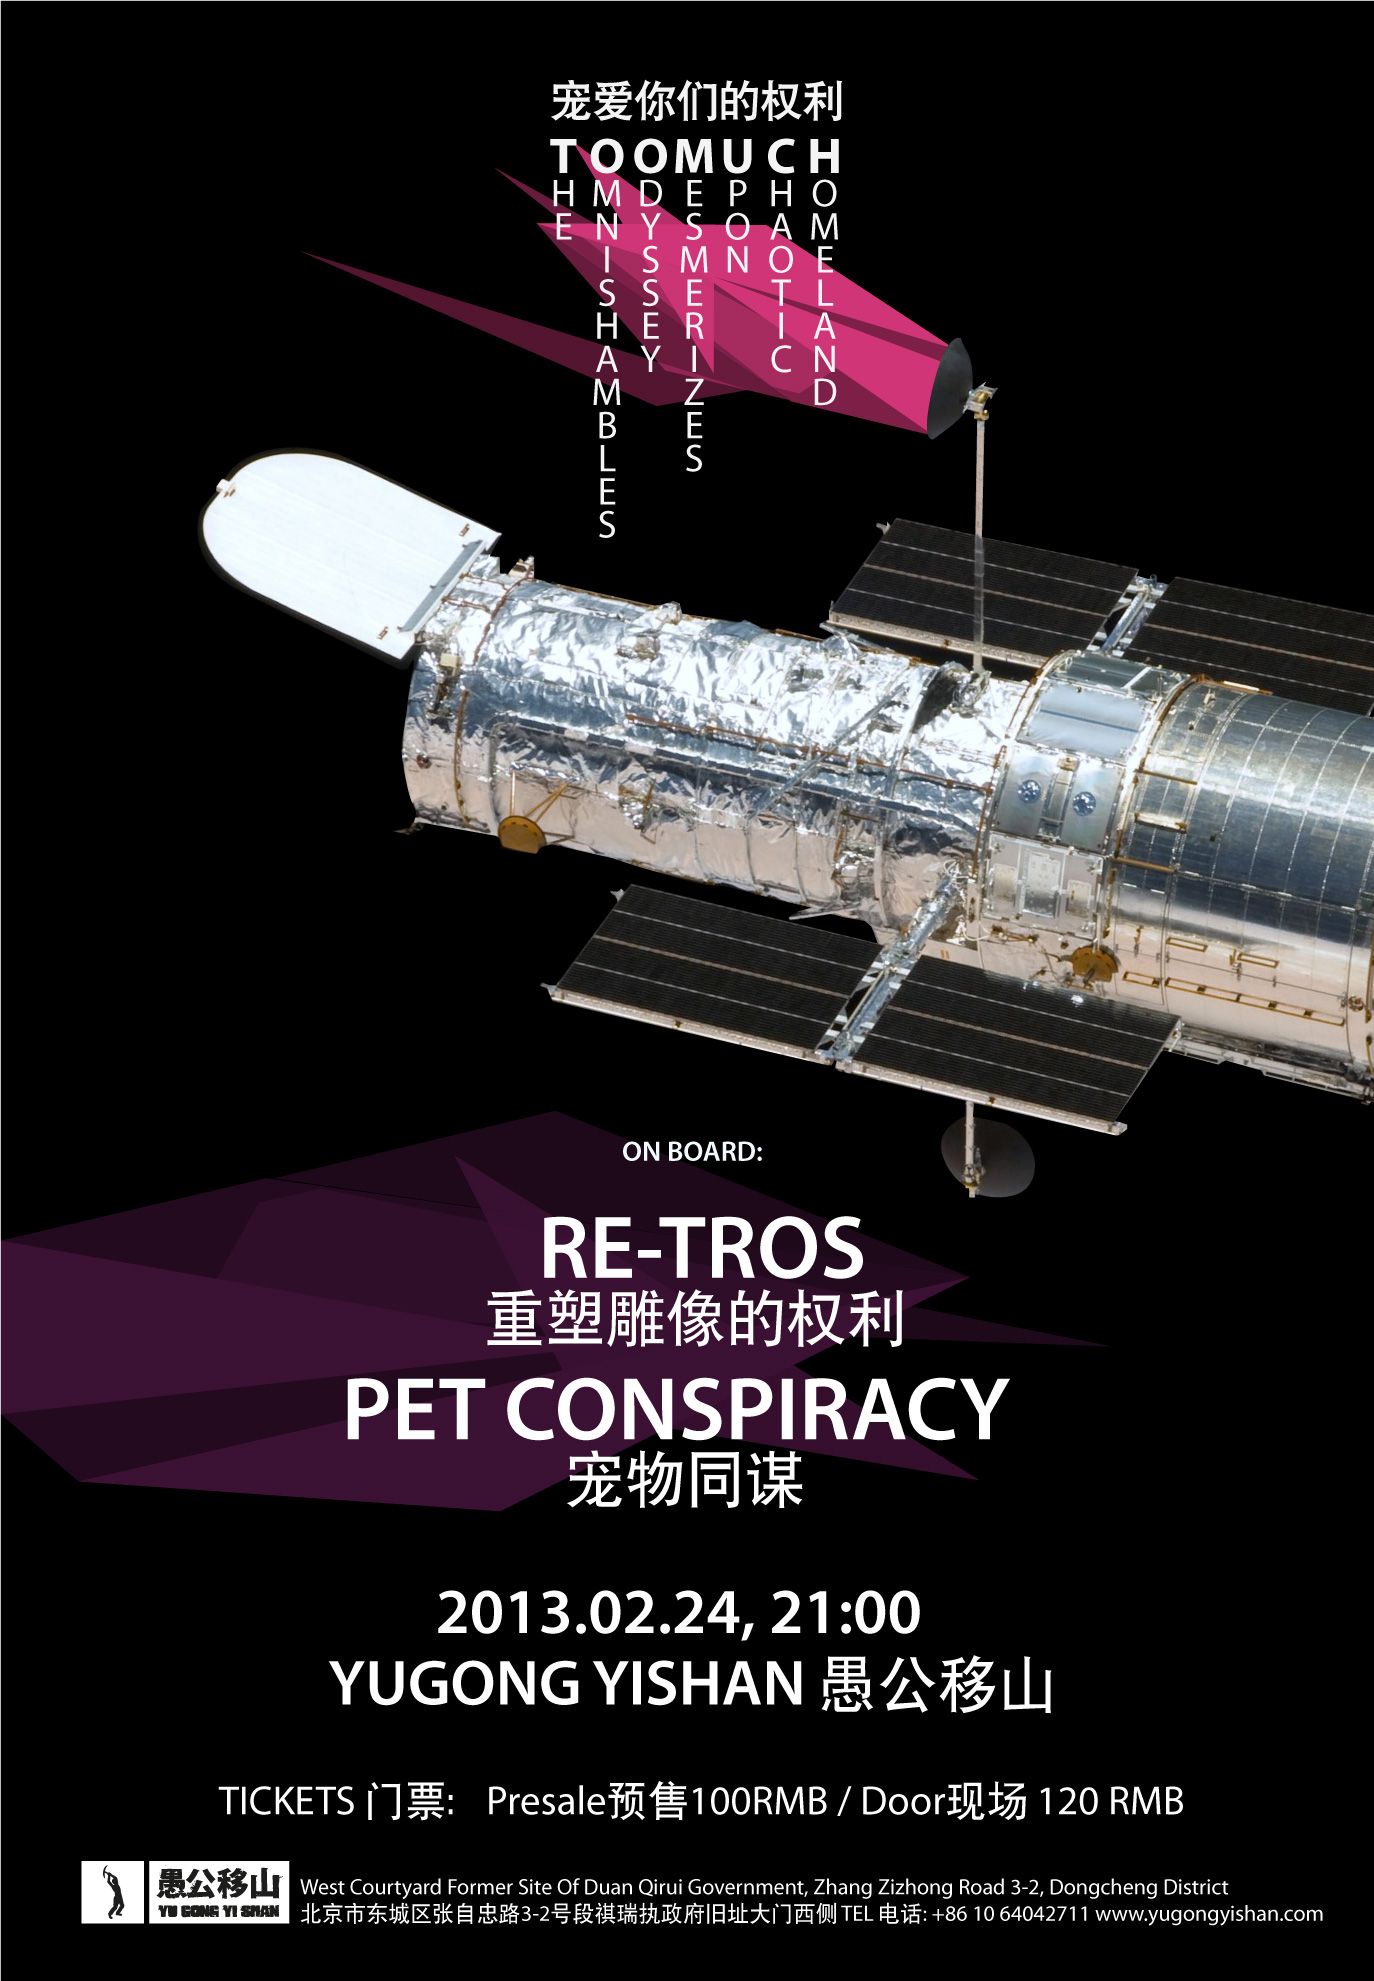 宠爱你们的权利
TOOMUCH
THE
OMNISHAMBLES
ODYSSEY
MESMERIZES
UPON
CHAOTIC
HOMELAND
ON BOARD:
RE-TROS
重塑雕像的权利
PET CONSPIRACY
宠物同谋
2013.02.24, 21:00
YUGONG YISHAN 愚公移山
TICKETS 门票: Presale预售100RMB / Door现场 120 RMB
愚公移山
YU GONG YI SHAN
West Courtyard Former Site Of Duan Qirui Government, Zhang Zizhong Road 3-2, Dongcheng District
北京市东城区张自忠路3-2号段祺瑞执政府旧址大门西侧 TEL 电话: +86 10 64042711 www.yugongyishan.com